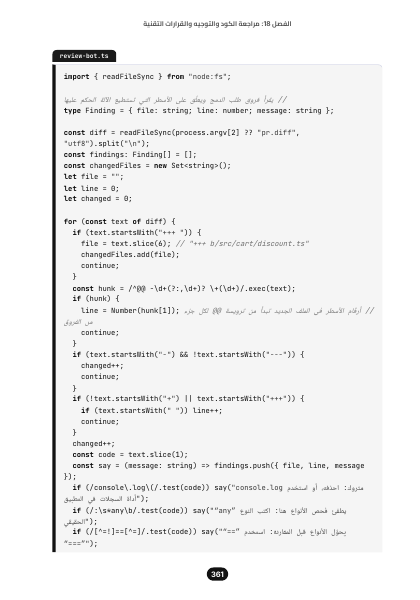 الفصل 18: مراجعة الكود والتوجيه والقرارات التقنية
review-bot.ts
import { readFileSync } from "node:fs";
// يقرأ فروق طلب الدمج ويعلّق على الأسطر التي تستطيع الآلة الحكم عليها
type Finding = { file: string; line: number; message: string };
const diff = readFileSync(process.argv[2] ?? "pr.diff",
"utf8").split("\n");
const findings: Finding[] = [];
const changedFiles = new Set<string>();
let file = "";
let line = 0;
let changed = 0;
for (const text of diff) {
if (text.startsWith("+++ ")) {
file = text.slice(6); // "+++ b/src/cart/discount.ts"
changedFiles.add(file);
continue;
}
const hunk = /^@@ -\d+(?:,\d+)? \+(\d+)/.exec(text);
if (hunk) {
line = Number(hunk[1]); // أرقام الأسطر في الملف الجديد تبدأ من ترويسة @@ لكل جزء
من الفروق
continue;
}
if (text.startsWith("-") && !text.startsWith("---")) {
changed++;
continue;
}
if (!text.startsWith("+") || text.startsWith("+++")) {
if (text.startsWith(" ")) line++;
continue;
}
changed++;
const code = text.slice(1);
const say = (message: string) => findings.push({ file, line, message
});
if (/console\.log\(/.test(code)) say("console.log متروك: احذفه، أو استخدم
أداة السجلات في التطبيق");
if (/:\s*any\b/.test(code)) say("“any” يطفئ فحص الأنواع هنا: اكتب النوع
الحقيقي");
if (/[^=!]==[^=]/.test(code)) say("“==” يحوّل الأنواع قبل المقارنة: استخدم
“===”");
361